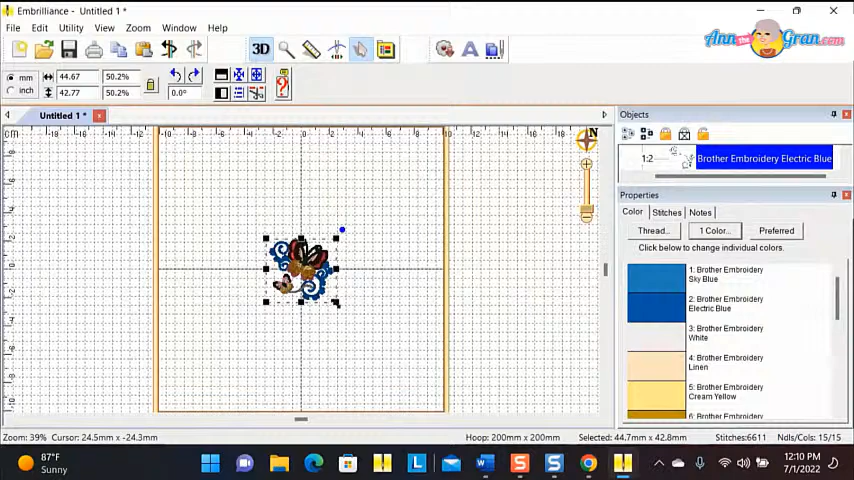 Embrilliance - Untitled 1 *
File Edit Utility View Zoom Window Help
3D
Ann the Gran.com
mm 44.67 50.2%
inch 42.77 50.2% 0.0°
Untitled 1 *
Objects
cm
N
1:2 Brother Embroidery Electric Blue
Properties
Color Stitches Notes
Thread... 1 Color... Preferred
Click below to change individual colors.
1: Brother Embroidery
Sky Blue
2: Brother Embroidery
Electric Blue
3: Brother Embroidery
White
4: Brother Embroidery
Linen
5: Brother Embroidery
Cream Yellow
6: Brother Embroidery
Zoom: 39% Cursor: 24.5mm x -24.3mm Hoop: 200mm x 200mm Selected: 44.7mm x 42.8mm Stitches:6611 Ndls/Cols: 15/15
87°F
Sunny
12:10 PM
7/1/2022